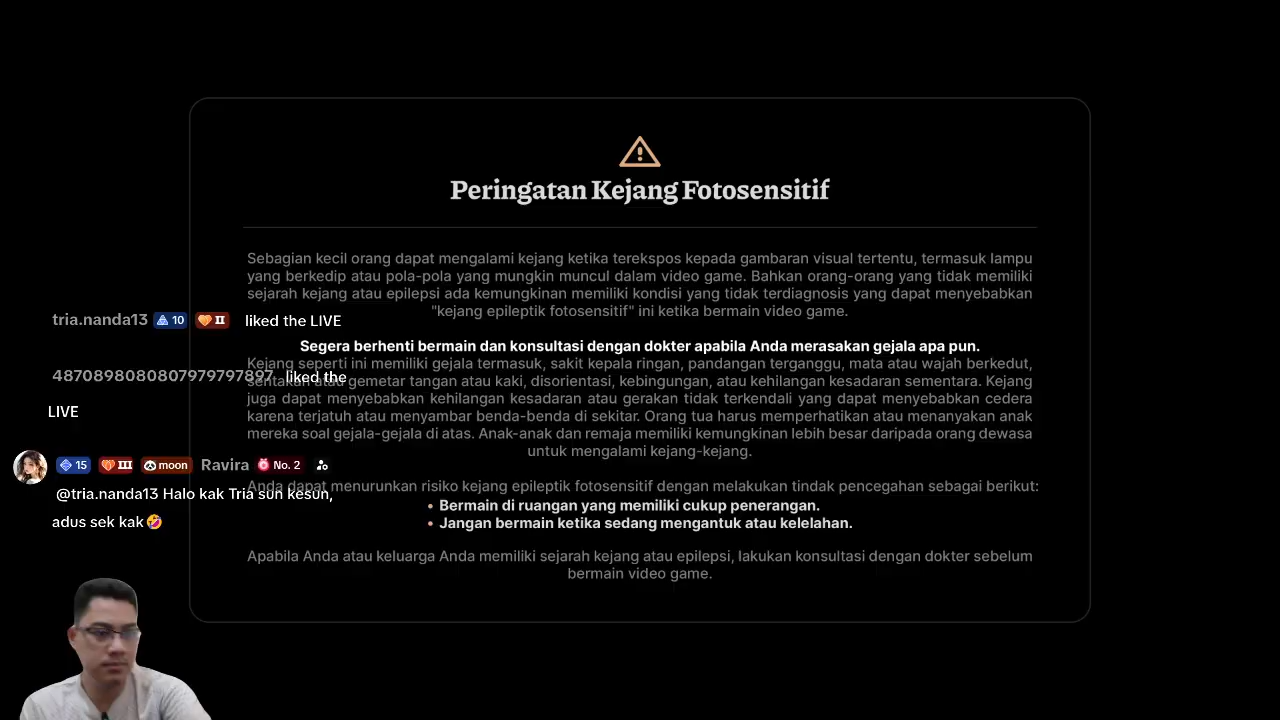 Peringatan Kejang Fotosensitif
Sebagian kecil orang dapat mengalami kejang ketika terekspos kepada gambaran visual tertentu, termasuk lampu
yang berkedip atau pola-pola yang mungkin muncul dalam video game. Bahkan orang-orang yang tidak memiliki
sejarah kejang atau epilepsi ada kemungkinan memiliki kondisi yang tidak terdiagnosis yang dapat menyebabkan
"kejang epileptik fotosensitif" ini ketika bermain video game.
Segera berhenti bermain dan konsultasi dengan dokter apabila Anda merasakan gejala apa pun.
Kejang seperti ini memiliki gejala termasuk, sakit kepala ringan, pandangan terganggu, mata atau wajah berkedut,
sentakan atau gemetar tangan atau kaki, disorientasi, kebingungan, atau kehilangan kesadaran sementara. Kejang
juga dapat menyebabkan kehilangan kesadaran atau gerakan tidak terkendali yang dapat menyebabkan cedera
karena terjatuh atau menyambar benda-benda di sekitar. Orang tua harus memperhatikan atau menanyakan anak
mereka soal gejala-gejala di atas. Anak-anak dan remaja memiliki kemungkinan lebih besar daripada orang dewasa
untuk mengalami kejang-kejang.
Anda dapat menurunkan risiko kejang epileptik fotosensitif dengan melakukan tindak pencegahan sebagai berikut:
• Bermain di ruangan yang memiliki cukup penerangan.
• Jangan bermain ketika sedang mengantuk atau kelelahan.
Apabila Anda atau keluarga Anda memiliki sejarah kejang atau epilepsi, lakukan konsultasi dengan dokter sebelum
bermain video game.
tria.nanda13 10 II liked the LIVE
4870898080807979797897 liked the
LIVE
15 III moon Ravira No. 2
@tria.nanda13 Halo kak Tria sun kesun,
adus sek kak🤣